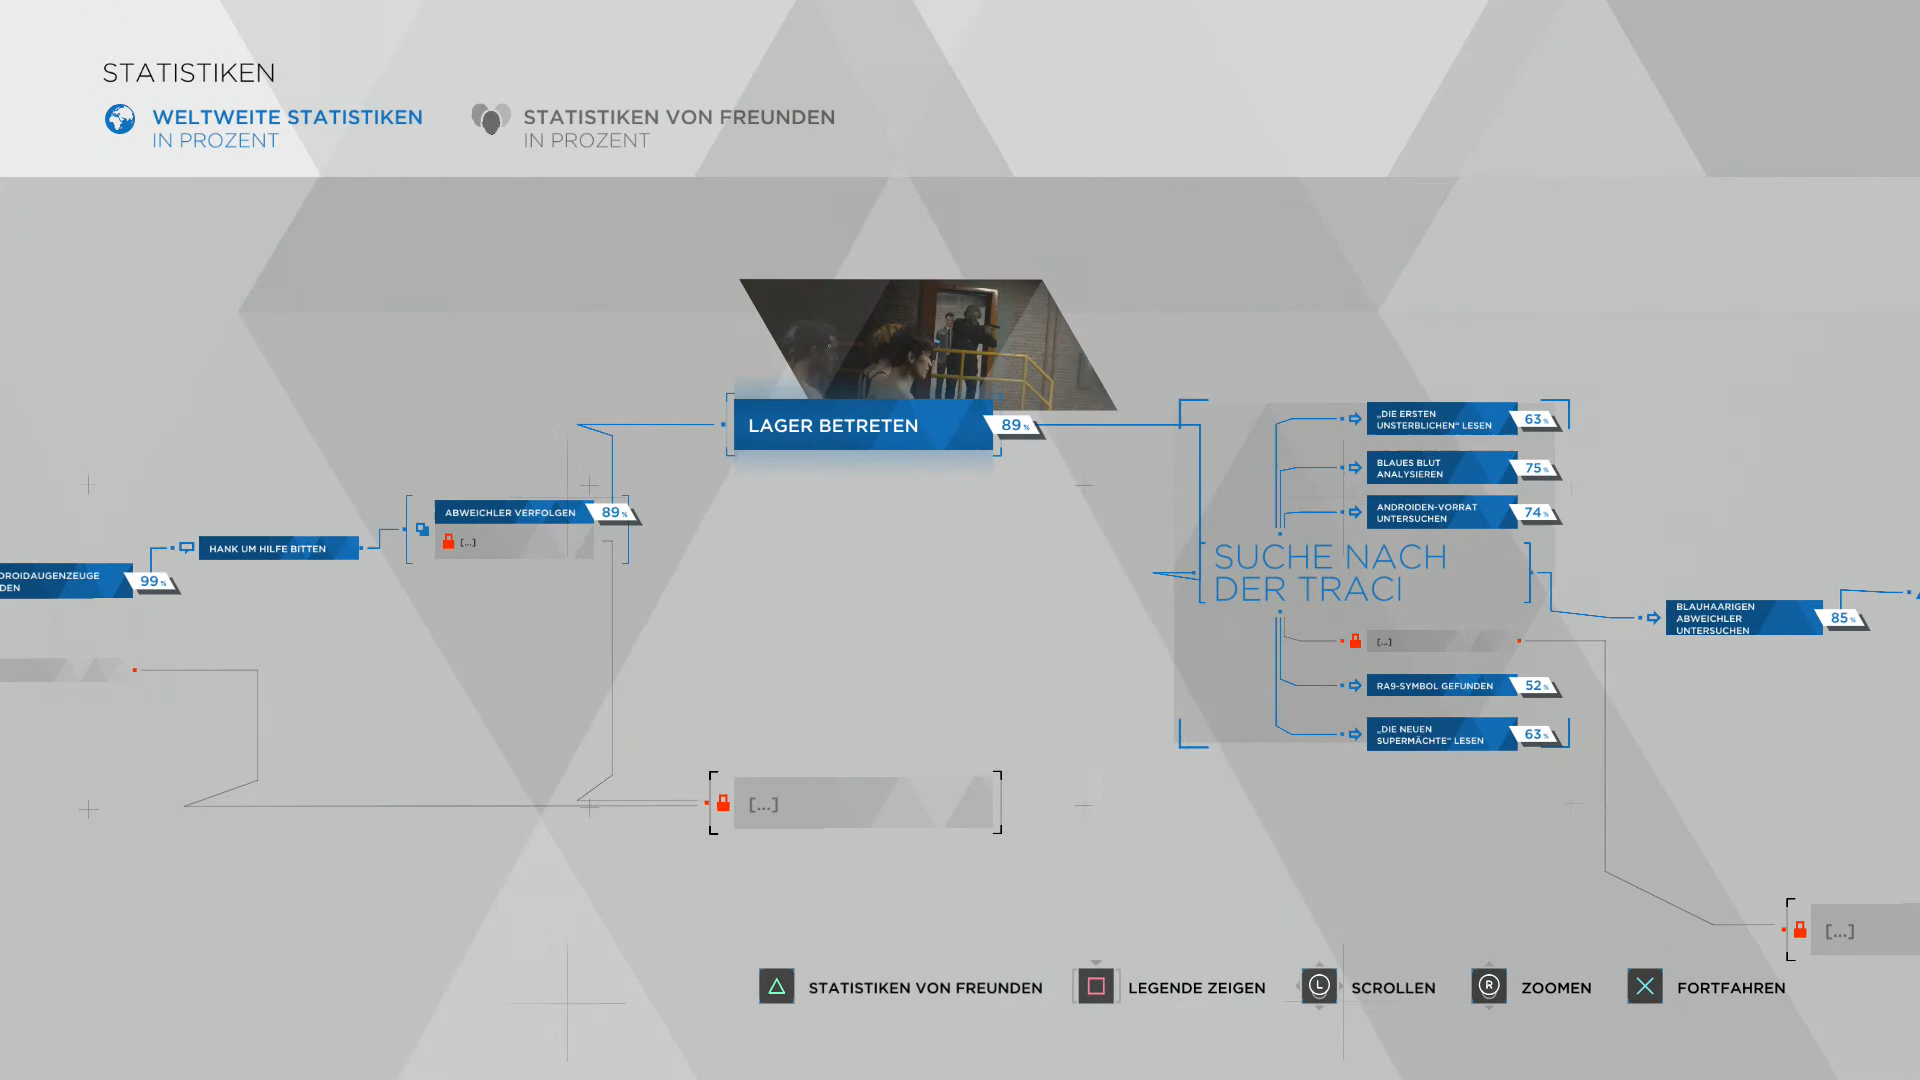 STATISTIKEN
WELTWEITE STATISTIKEN
IN PROZENT
STATISTIKEN VON FREUNDEN
IN PROZENT
LAGER BETRETEN
89%
ABWEICHLER VERFOLGEN
89%
[...]
HANK UM HILFE BITTEN
DROIDAUGENZEUGE
DEN
99%
„DIE ERSTEN
UNSTERBLICHEN“ LESEN
63%
BLAUES BLUT
ANALYSIEREN
75%
ANDROIDEN-VORRAT
UNTERSUCHEN
74%
SUCHE NACH
DER TRACI
[...]
RA9-SYMBOL GEFUNDEN
52%
„DIE NEUEN
SUPERMÄCHTE“ LESEN
63%
BLAUHAARIGEN
ABWEICHLER
UNTERSUCHEN
85%
[...]
[...]
STATISTIKEN VON FREUNDEN
LEGENDE ZEIGEN
L
SCROLLEN
R
ZOOMEN
FORTFAHREN